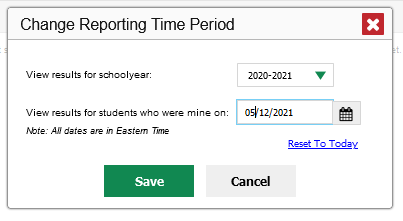 Change Reporting Time Period
View results for schoolyear:
2020-2021
View results for students who were mine on:
05/12/2021
Note: All dates are in Eastern Time
Reset To Today
Save
Cancel